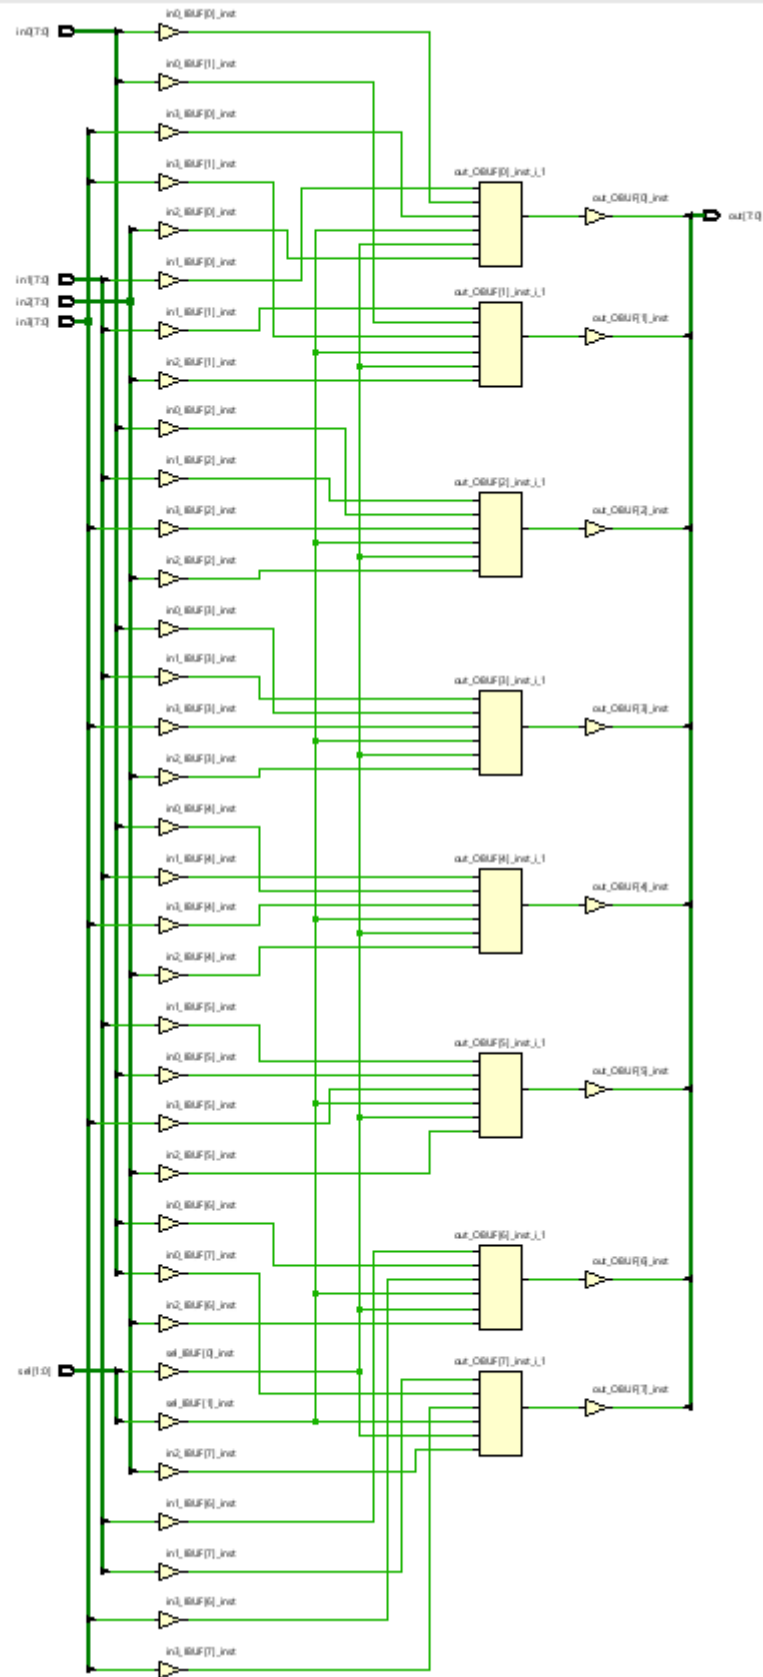 in0[7:0]
in0_IBUF[0]_inst
in0_IBUF[1]_inst
in3_IBUF[0]_inst
in3_IBUF[1]_inst
out_OBUF[0]_inst_i_1
out_OBUF[0]_inst
in2_IBUF[0]_inst
out[7:0]
in1_IBUF[0]_inst
in1[7:0]
in2[7:0]
in3[7:0]
out_OBUF[1]_inst_i_1
in1_IBUF[1]_inst
out_OBUF[1]_inst
in2_IBUF[1]_inst
in0_IBUF[2]_inst
in1_IBUF[2]_inst
out_OBUF[2]_inst_i_1
in3_IBUF[2]_inst
out_OBUF[2]_inst
in2_IBUF[2]_inst
in0_IBUF[3]_inst
in1_IBUF[3]_inst
out_OBUF[3]_inst_i_1
in3_IBUF[3]_inst
out_OBUF[3]_inst
in2_IBUF[3]_inst
in0_IBUF[4]_inst
in1_IBUF[4]_inst
out_OBUF[4]_inst_i_1
out_OBUF[4]_inst
in3_IBUF[4]_inst
in2_IBUF[4]_inst
in1_IBUF[5]_inst
out_OBUF[5]_inst_i_1
in0_IBUF[5]_inst
out_OBUF[5]_inst
in3_IBUF[5]_inst
in2_IBUF[5]_inst
in0_IBUF[6]_inst
out_OBUF[6]_inst_i_1
in0_IBUF[7]_inst
out_OBUF[6]_inst
in2_IBUF[6]_inst
sel[1:0]
sel_IBUF[0]_inst
out_OBUF[7]_inst_i_1
out_OBUF[7]_inst
sel_IBUF[1]_inst
in2_IBUF[7]_inst
in1_IBUF[6]_inst
in1_IBUF[7]_inst
in3_IBUF[6]_inst
in3_IBUF[7]_inst